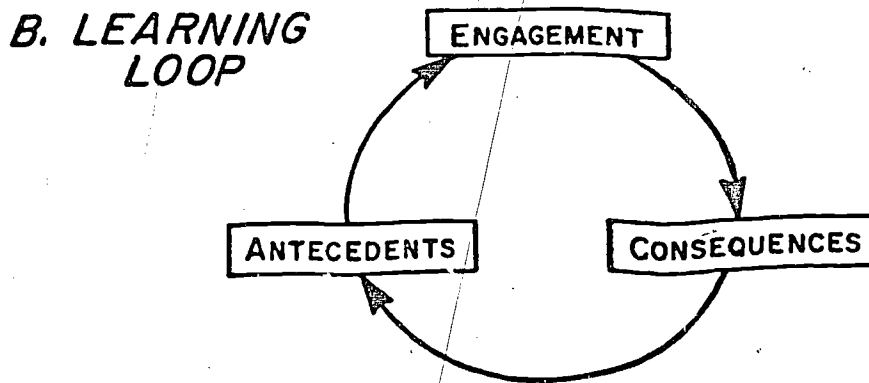 B. LEARNING
LOOP
ENGAGEMENT
ANTECEDENTS
CONSEQUENCES